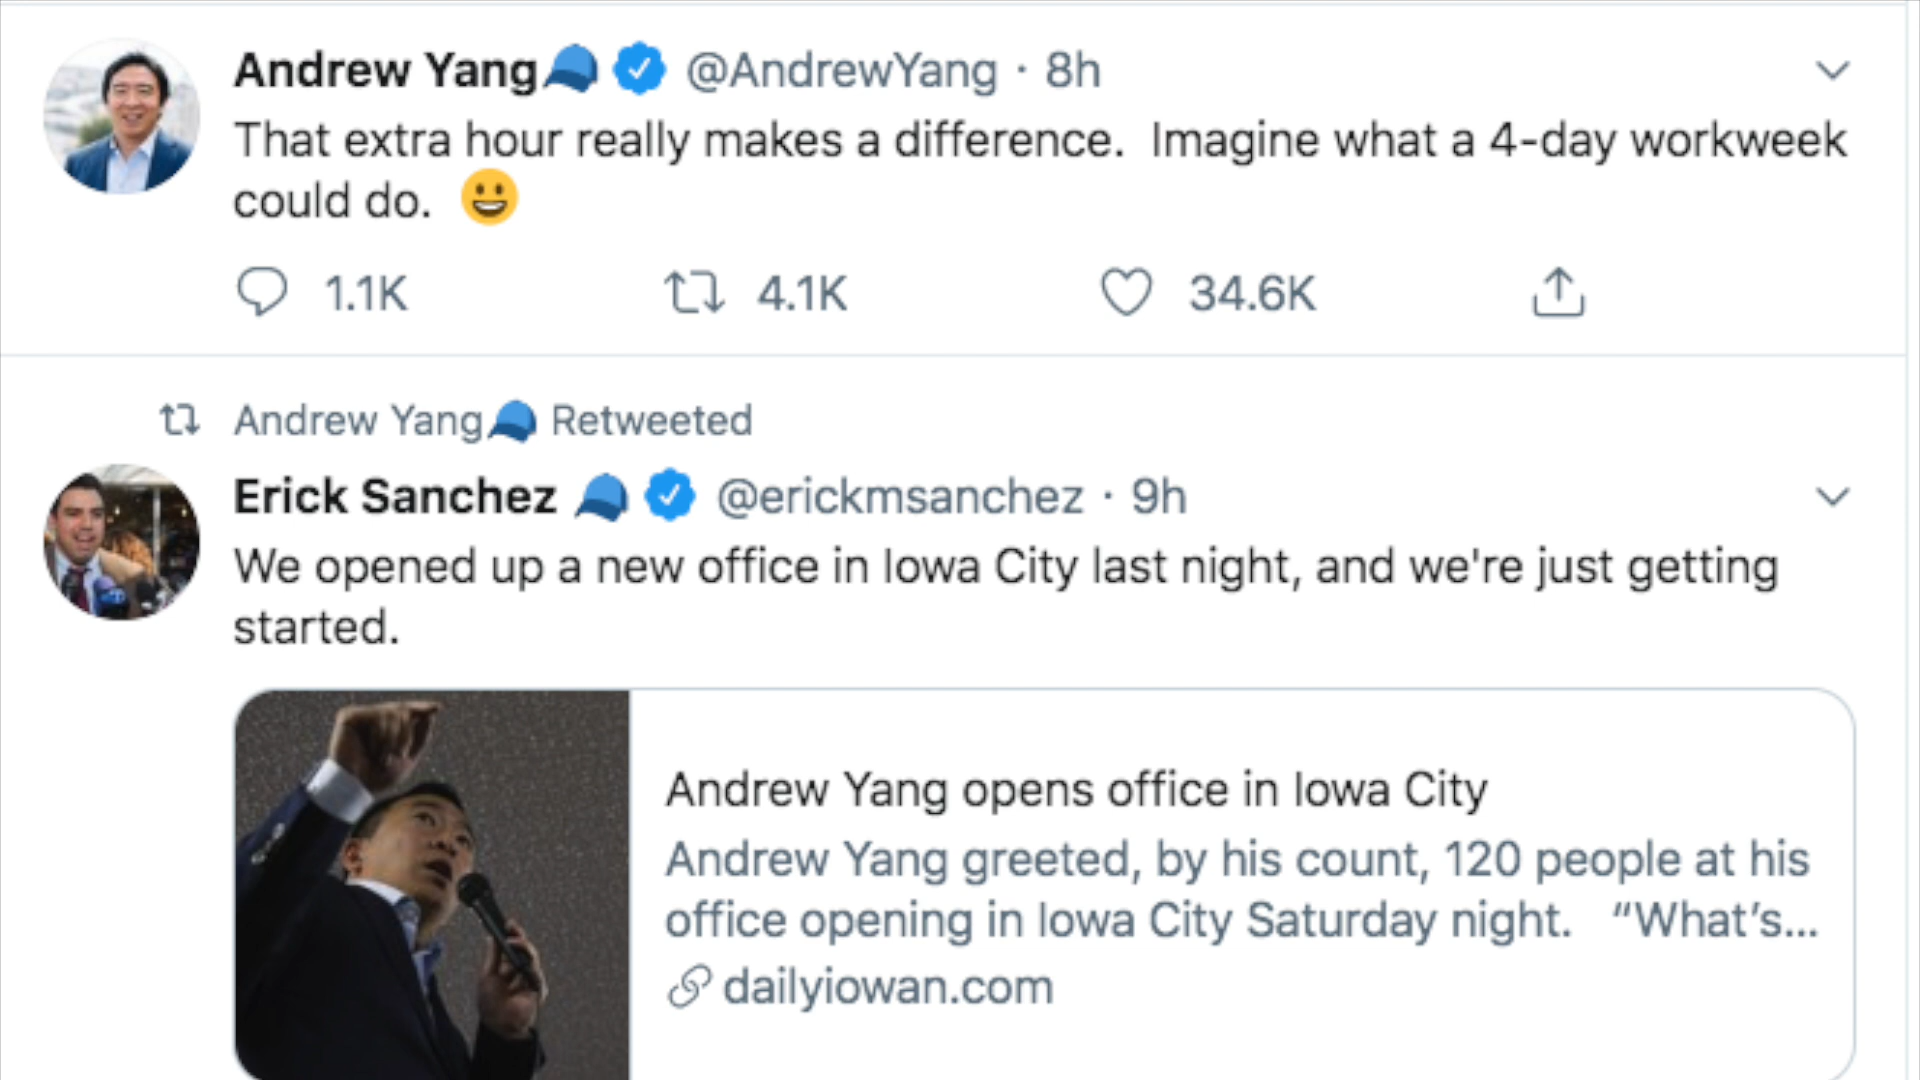 Andrew Yang🧢 @AndrewYang · 8h
That extra hour really makes a difference.  Imagine what a 4-day workweek
could do. 😀
1.1K 4.1K 34.6K
Andrew Yang🧢 Retweeted
Erick Sanchez 🧢 @erickmsanchez · 9h
We opened up a new office in Iowa City last night, and we're just getting
started.
Andrew Yang opens office in Iowa City
Andrew Yang greeted, by his count, 120 people at his
office opening in Iowa City Saturday night.   “What’s...
dailyiowan.com